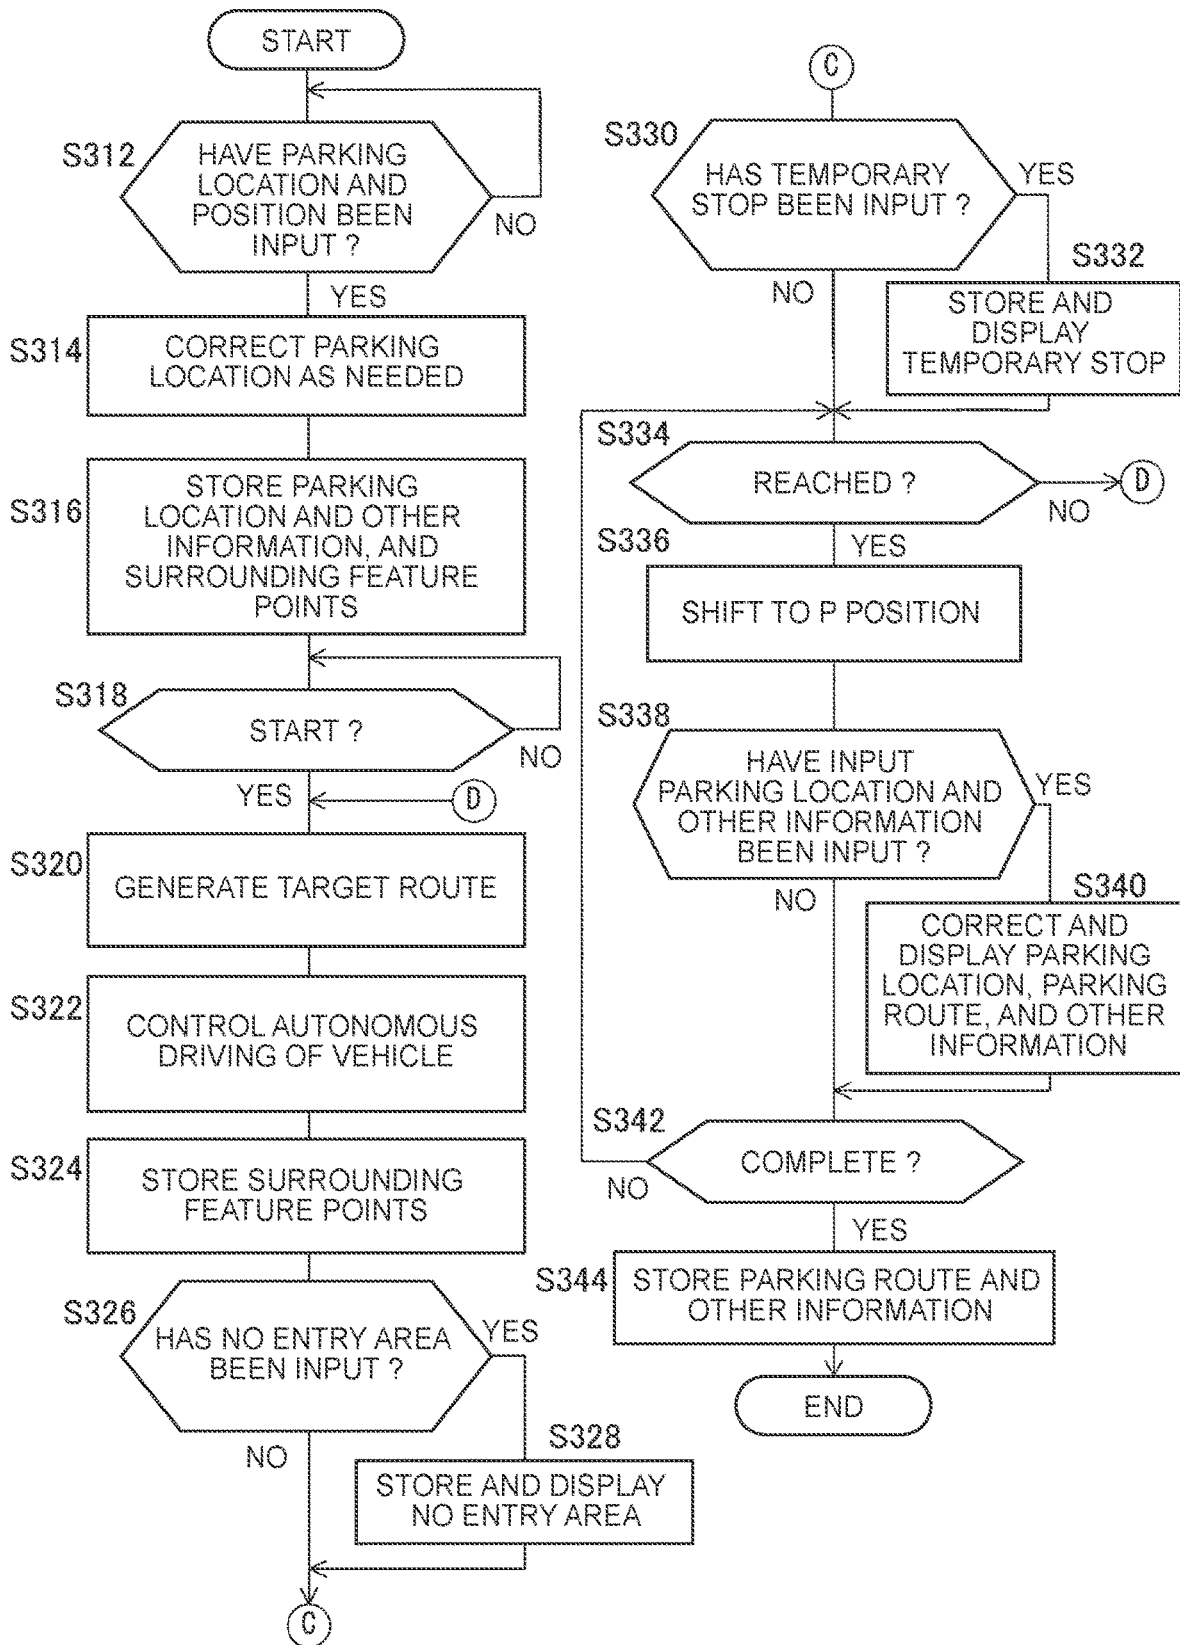 START
S312
HAVE PARKING
LOCATION AND
POSITION BEEN
INPUT ?
NO
YES
S314
CORRECT PARKING
LOCATION AS NEEDED
S316
STORE PARKING
LOCATION AND OTHER
INFORMATION, AND
SURROUNDING FEATURE
POINTS
S318
START ?
NO
YES
D
S320
GENERATE TARGET ROUTE
S322
CONTROL AUTONOMOUS
DRIVING OF VEHICLE
S324
STORE SURROUNDING
FEATURE POINTS
S326
HAS NO ENTRY AREA
BEEN INPUT ?
YES
NO
S328
STORE AND DISPLAY
NO ENTRY AREA
C
C
S330
HAS TEMPORARY
STOP BEEN INPUT ?
YES
NO
S332
STORE AND
DISPLAY
TEMPORARY STOP
S334
REACHED ?
NO
D
YES
S336
SHIFT TO P POSITION
S338
HAVE INPUT
PARKING LOCATION AND
OTHER INFORMATION
BEEN INPUT ?
YES
NO
S340
CORRECT AND
DISPLAY PARKING
LOCATION, PARKING
ROUTE, AND OTHER
INFORMATION
S342
COMPLETE ?
NO
YES
S344
STORE PARKING ROUTE AND
OTHER INFORMATION
END